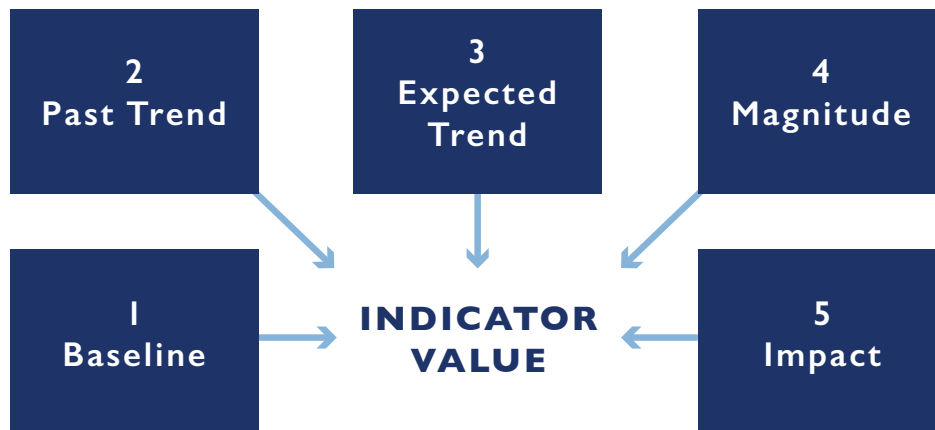 2
Past Trend
3
Expected
Trend
4
Magnitude
1
Baseline
INDICATOR
VALUE
5
Impact